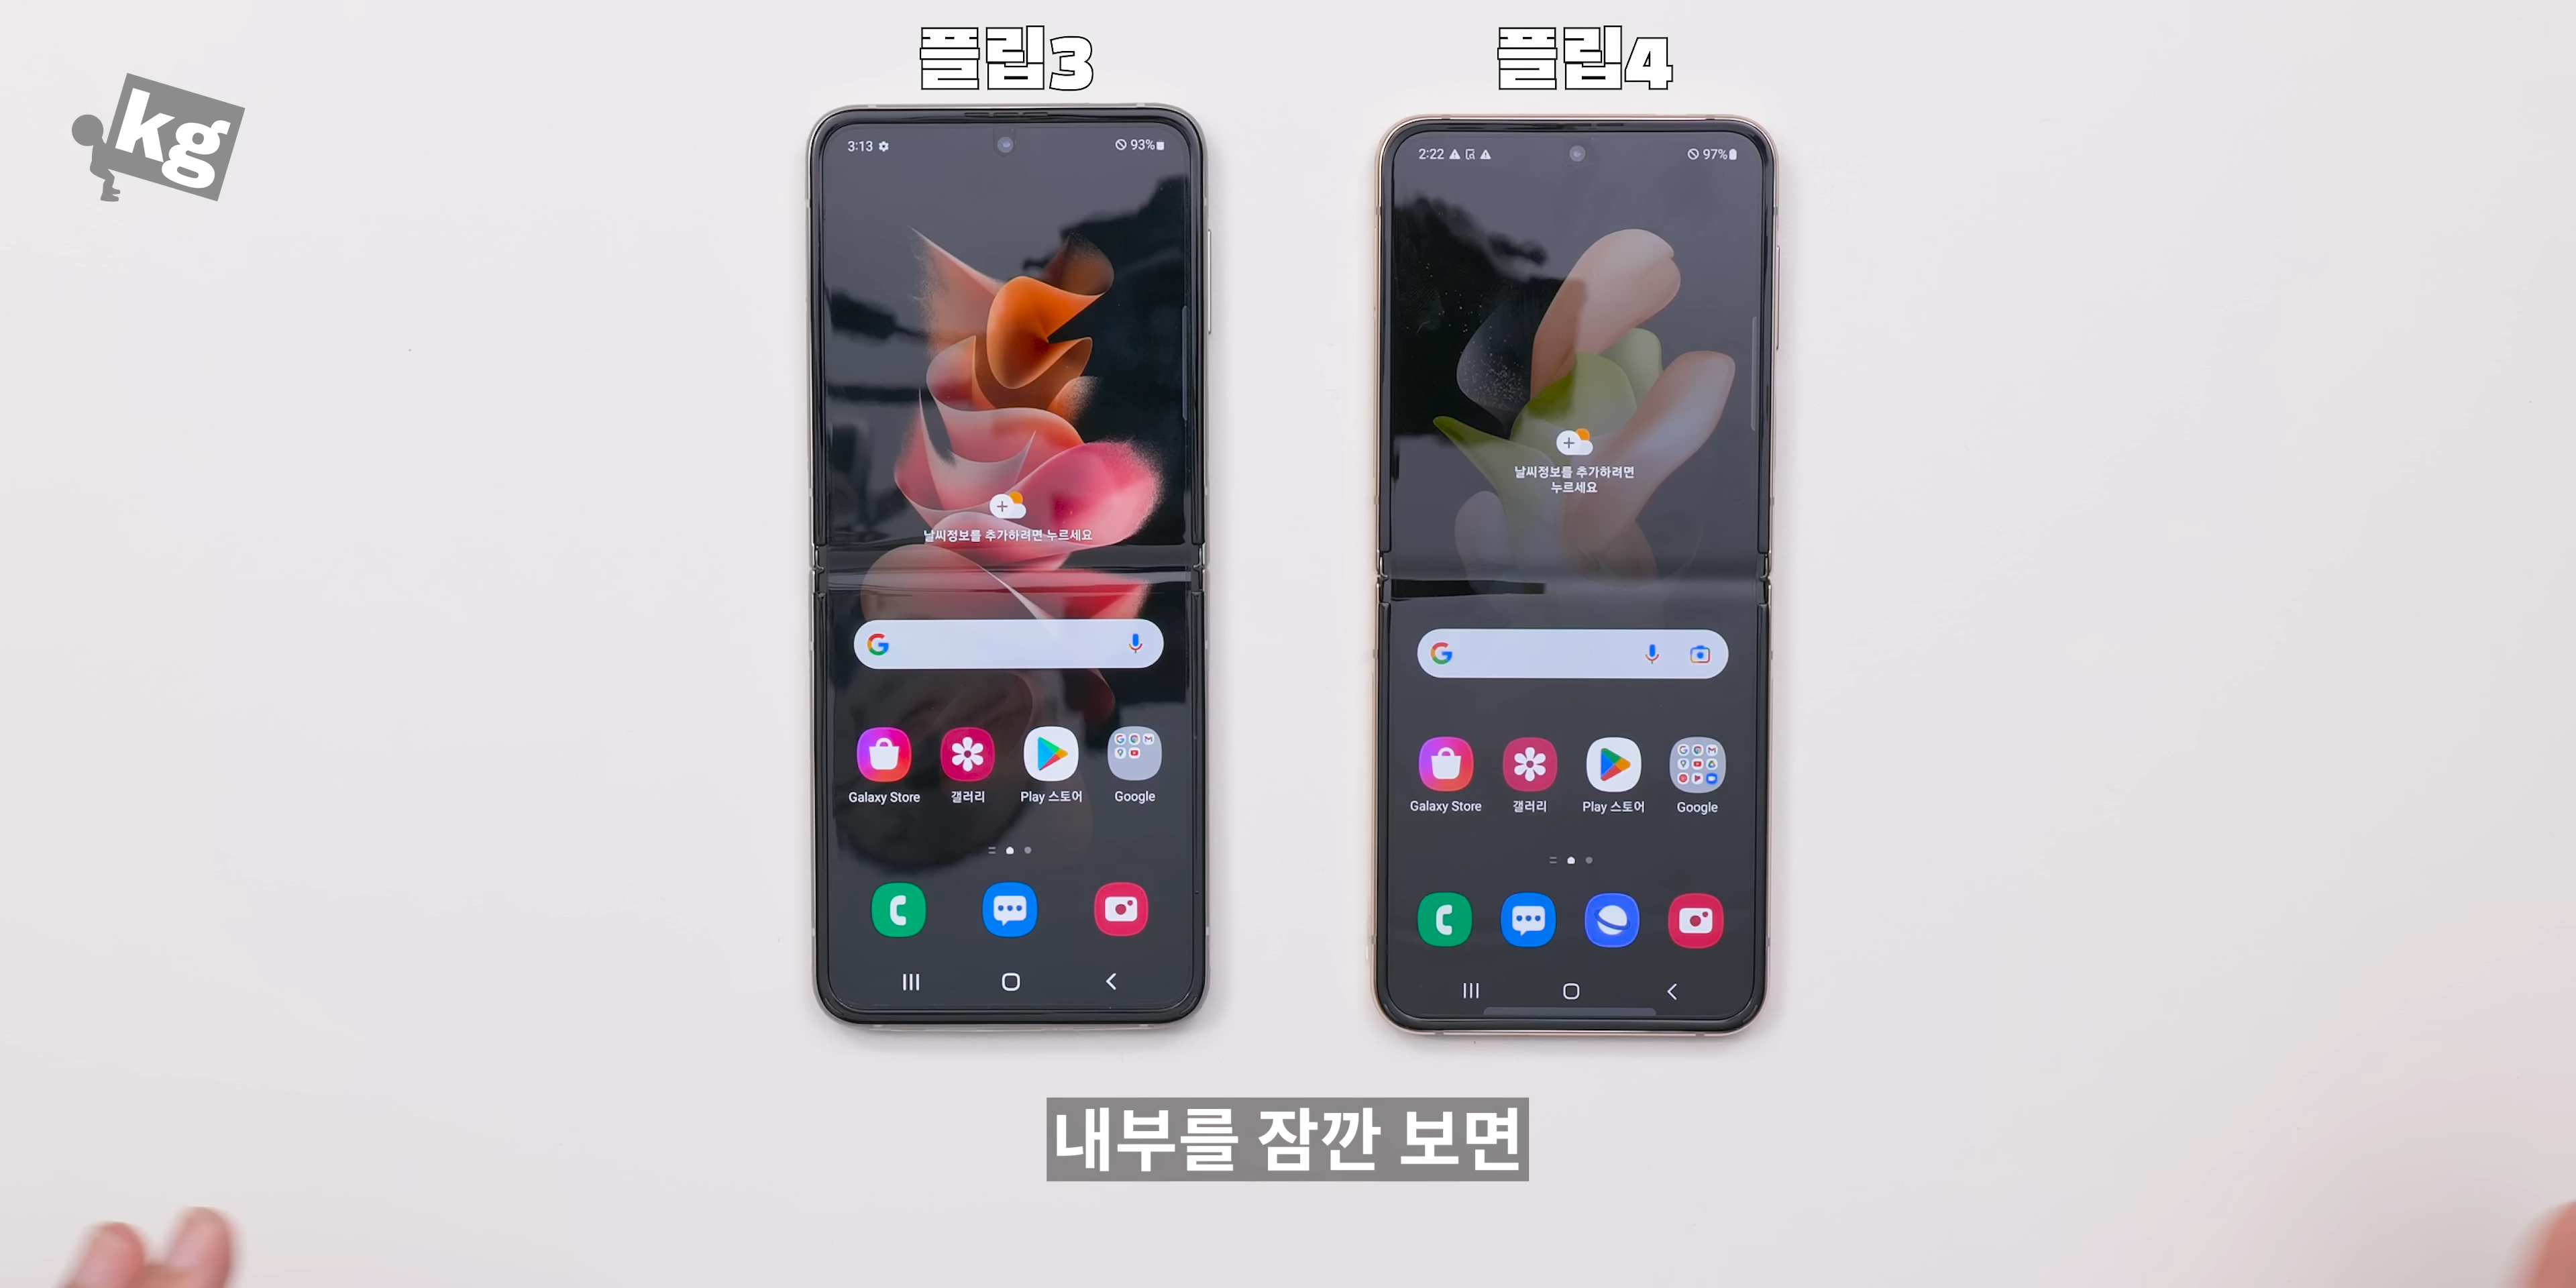 플립3
플립4
kg
3:13
93%
2:22
97%
날씨정보를 추가하려면 누르세요
날씨정보를 추가하려면
누르세요
Galaxy Store
갤러리
Play 스토어
Google
Galaxy Store
갤러리
Play 스토어
Google
내부를 잠깐 보면